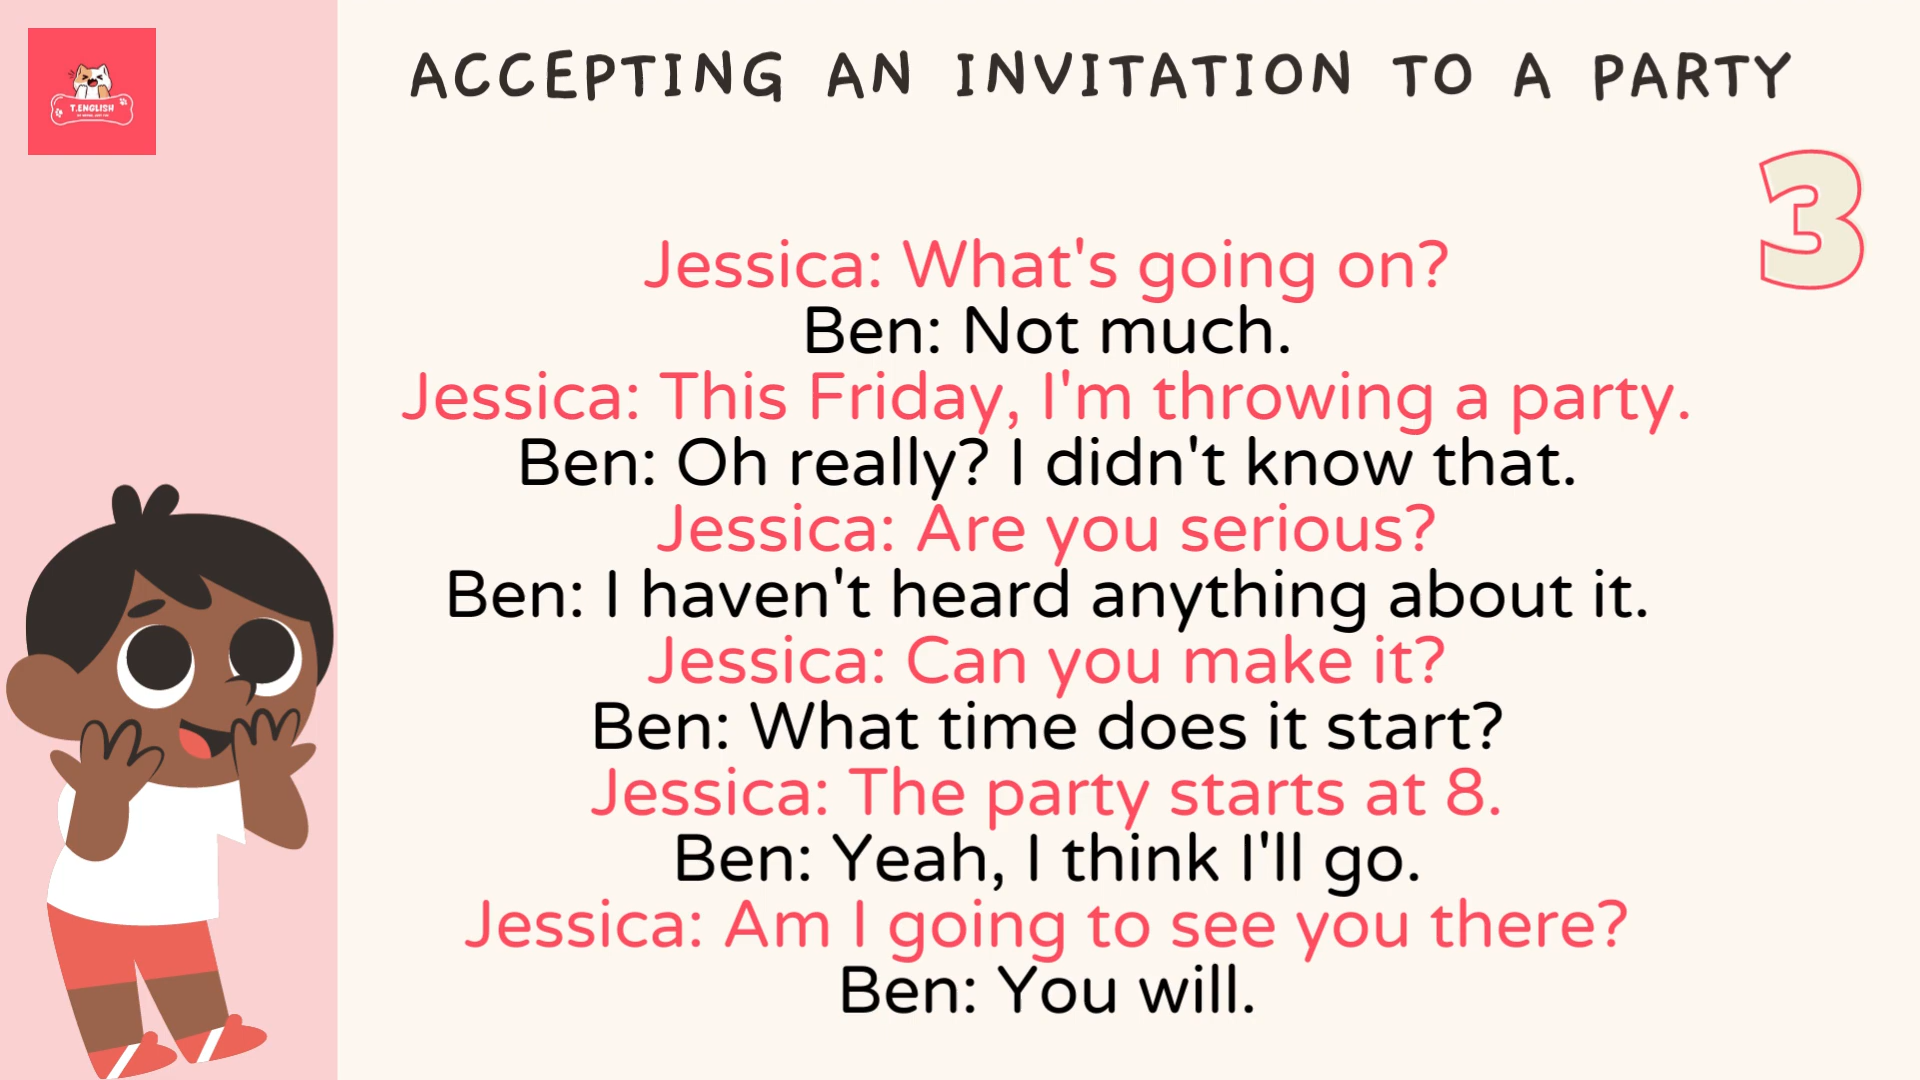 T.ENGLISH
ACCEPTING AN INVITATION TO A PARTY
3
Jessica: What's going on?
Ben: Not much.
Jessica: This Friday, I'm throwing a party.
Ben: Oh really? I didn't know that.
Jessica: Are you serious?
Ben: I haven't heard anything about it.
Jessica: Can you make it?
Ben: What time does it start?
Jessica: The party starts at 8.
Ben: Yeah, I think I'll go.
Jessica: Am I going to see you there?
Ben: You will.